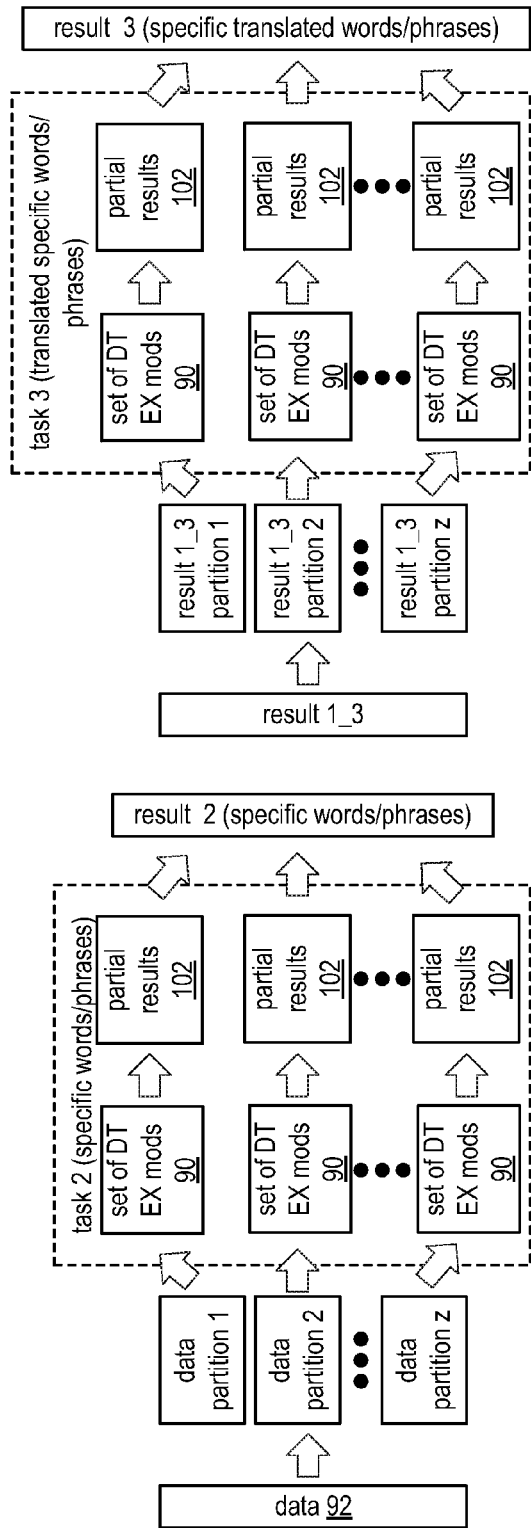 data 92
data
partition 1
data
partition 2
data
partition z
task 2 (specific words/phrases)
set of DT
EX mods
90
partial
results
102
set of DT
EX mods
90
partial
results
102
set of DT
EX mods
90
partial
results
102
result 2 (specific words/phrases)
result 1_3
result 1_3
partition 1
result 1_3
partition 2
result 1_3
partition z
task 3 (translated specific words/
phrases)
set of DT
EX mods
90
partial
results
102
set of DT
EX mods
90
partial
results
102
set of DT
EX mods
90
partial
results
102
result 3 (specific translated words/phrases)